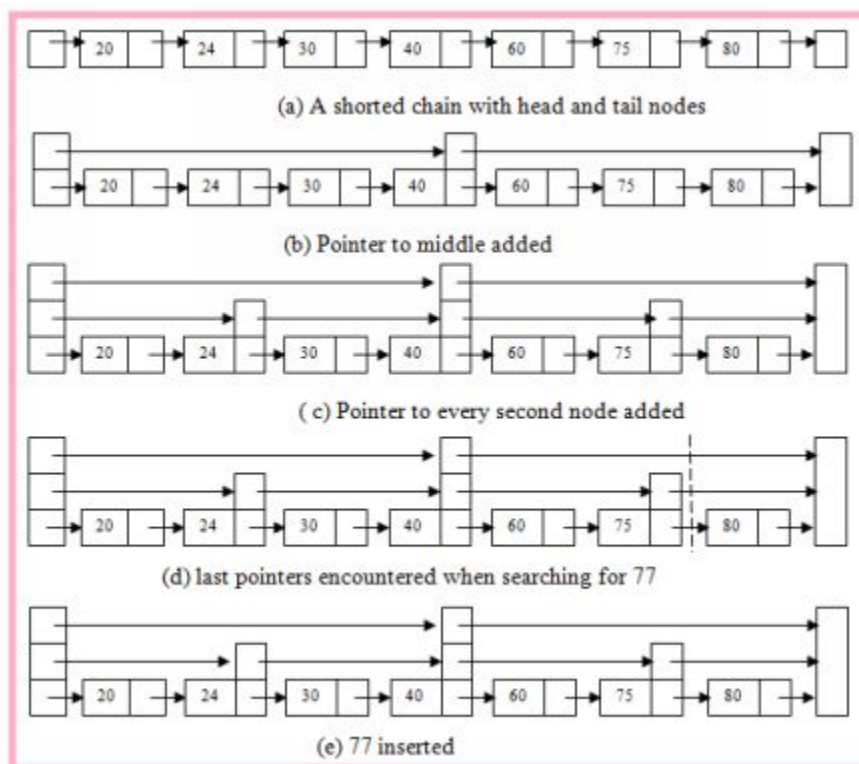 20 24 30 40 60 75 80
(a) A shorted chain with head and tail nodes
20 24 30 40 60 75 80
(b) Pointer to middle added
20 24 30 40 60 75 80
( c) Pointer to every second node added
20 24 30 40 60 75 80
(d) last pointers encountered when searching for 77
20 24 30 40 60 75 80
(e) 77 inserted